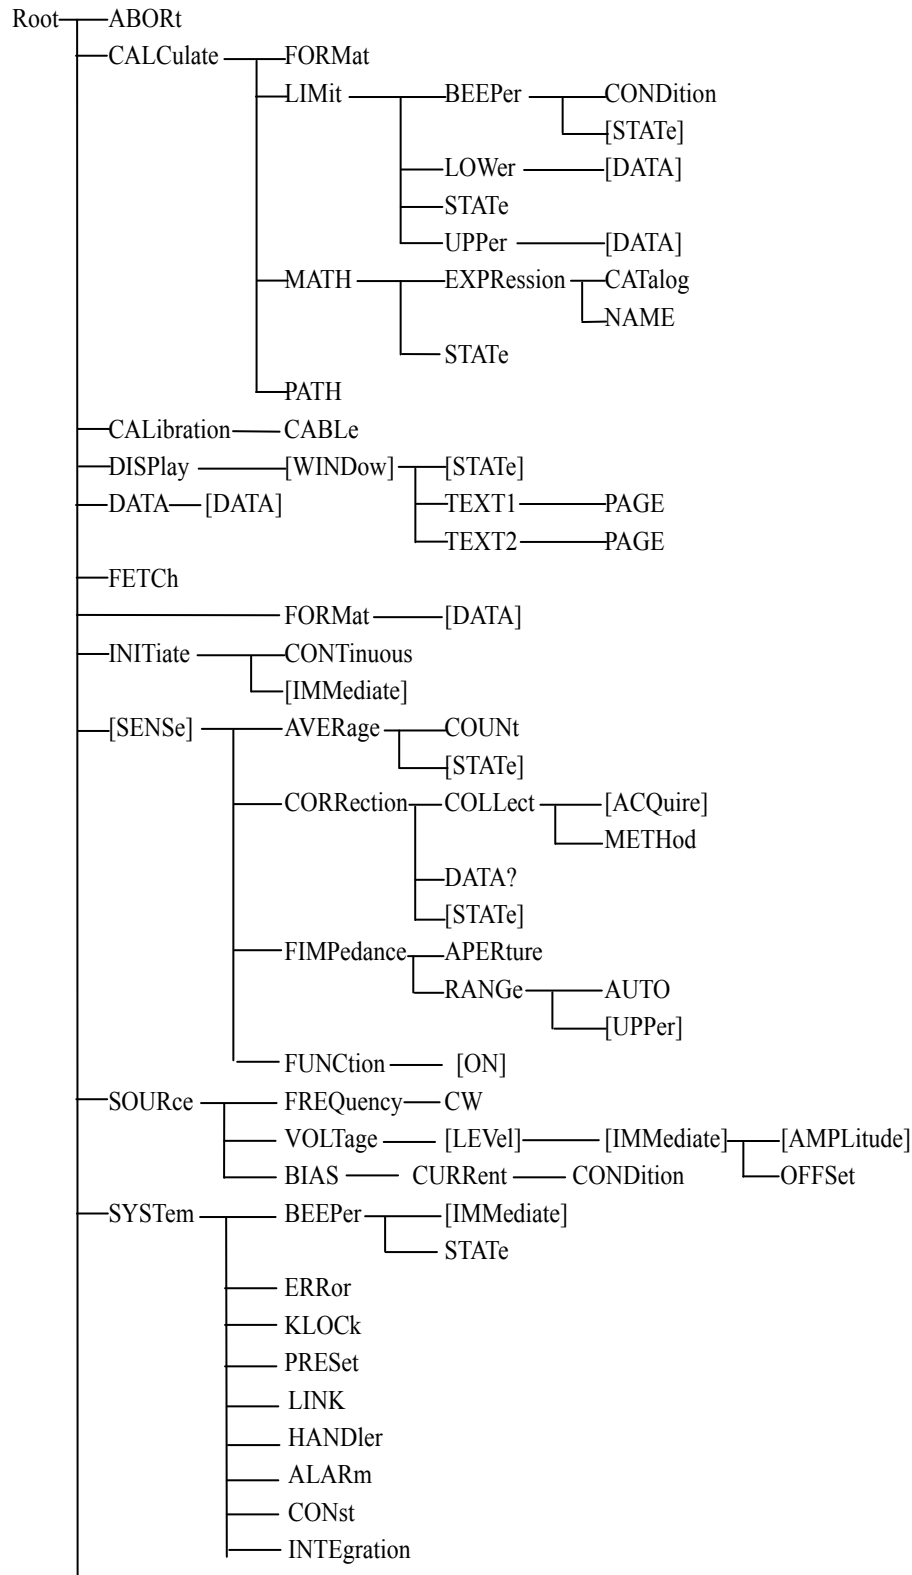 Root ABORt
CALCulate FORMat
LIMit BEEPer CONDition
[STATe]
LOWer [DATA]
STATe
UPPer [DATA]
MATH EXPRession CATalog
NAME
STATe
PATH
CALibration CABLe
DISPlay [WINDow] [STATe]
DATA [DATA] TEXT1 PAGE
TEXT2 PAGE
FETCh
FORMat [DATA]
INITiate CONTinuous
[IMMediate]
[SENSe] AVERage COUNt
[STATe]
CORRection COLLect [ACQuire]
METHod
DATA?
[STATe]
FIMPedance APERture
RANGe AUTO
[UPPer]
FUNCtion [ON]
SOURce FREQuency CW
VOLTage [LEVel] [IMMediate] [AMPLitude]
BIAS CURRent CONDition OFFSet
SYSTem BEEPer [IMMediate]
STATe
ERRor
KLOCk
PRESet
LINK
HANDler
ALARm
CONst
INTEgration